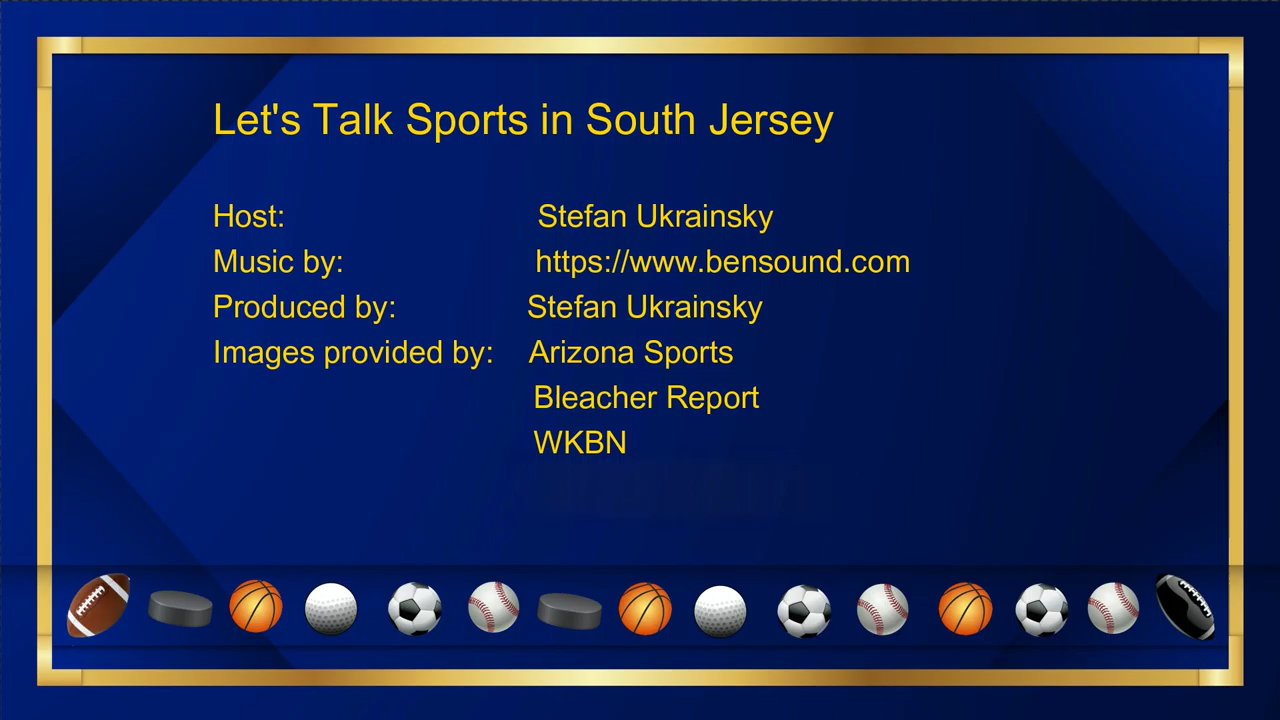 Let's Talk Sports in South Jersey
Host: Stefan Ukrainsky
Music by: https://www.bensound.com
Produced by: Stefan Ukrainsky
Images provided by: Arizona Sports
Bleacher Report
WKBN